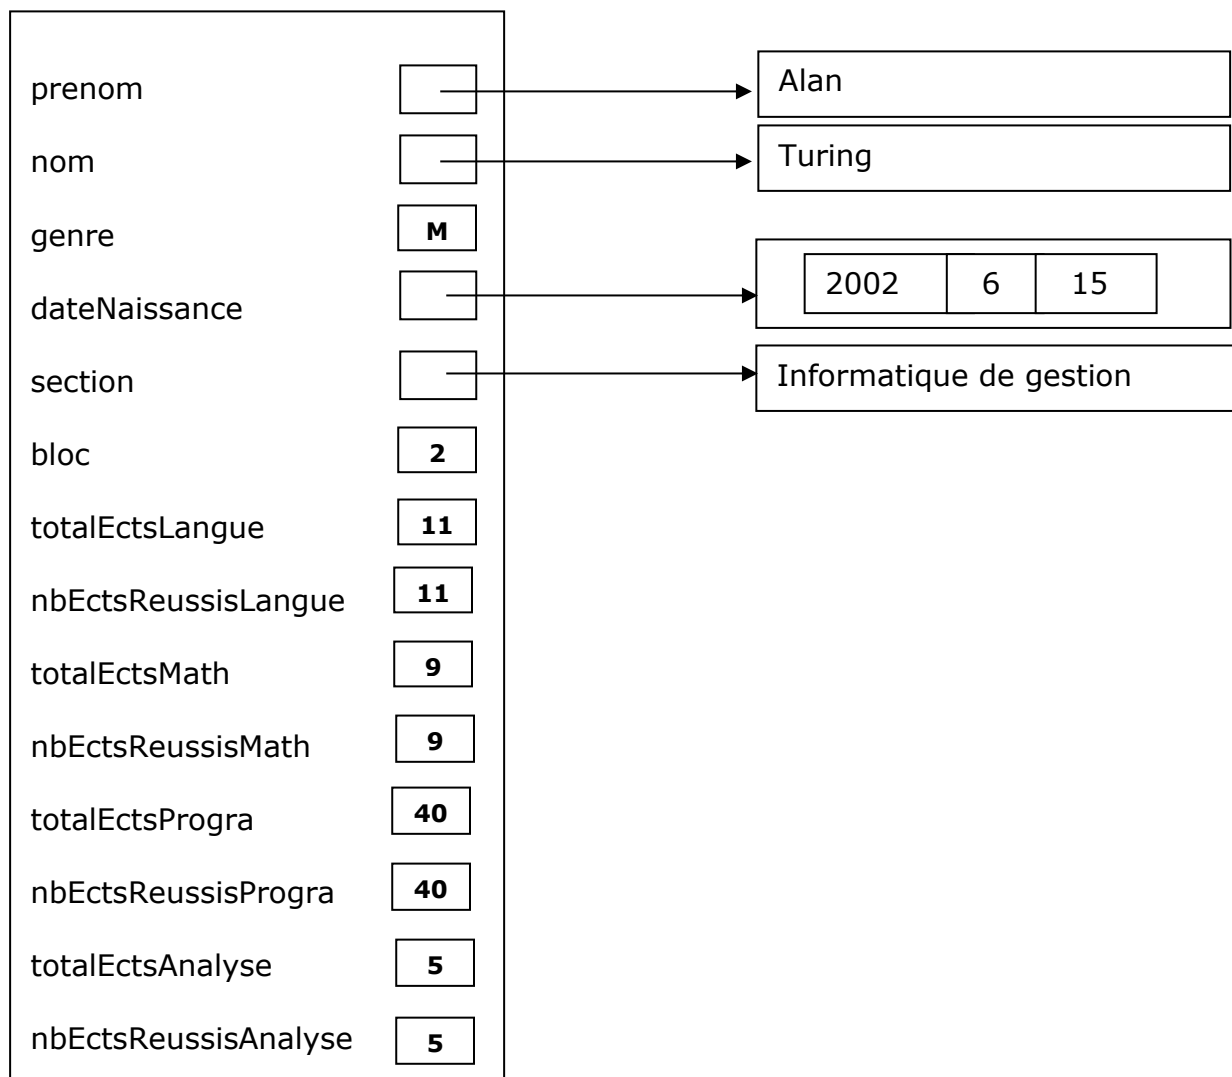 prenom
Alan
nom
Turing
genre
M
dateNaissance
2002 6 15
section
Informatique de gestion
bloc
2
totalEctsLangue
11
nbEctsReussisLangue
11
totalEctsMath
9
nbEctsReussisMath
9
totalEctsProgra
40
nbEctsReussisProgra
40
totalEctsAnalyse
5
nbEctsReussisAnalyse
5